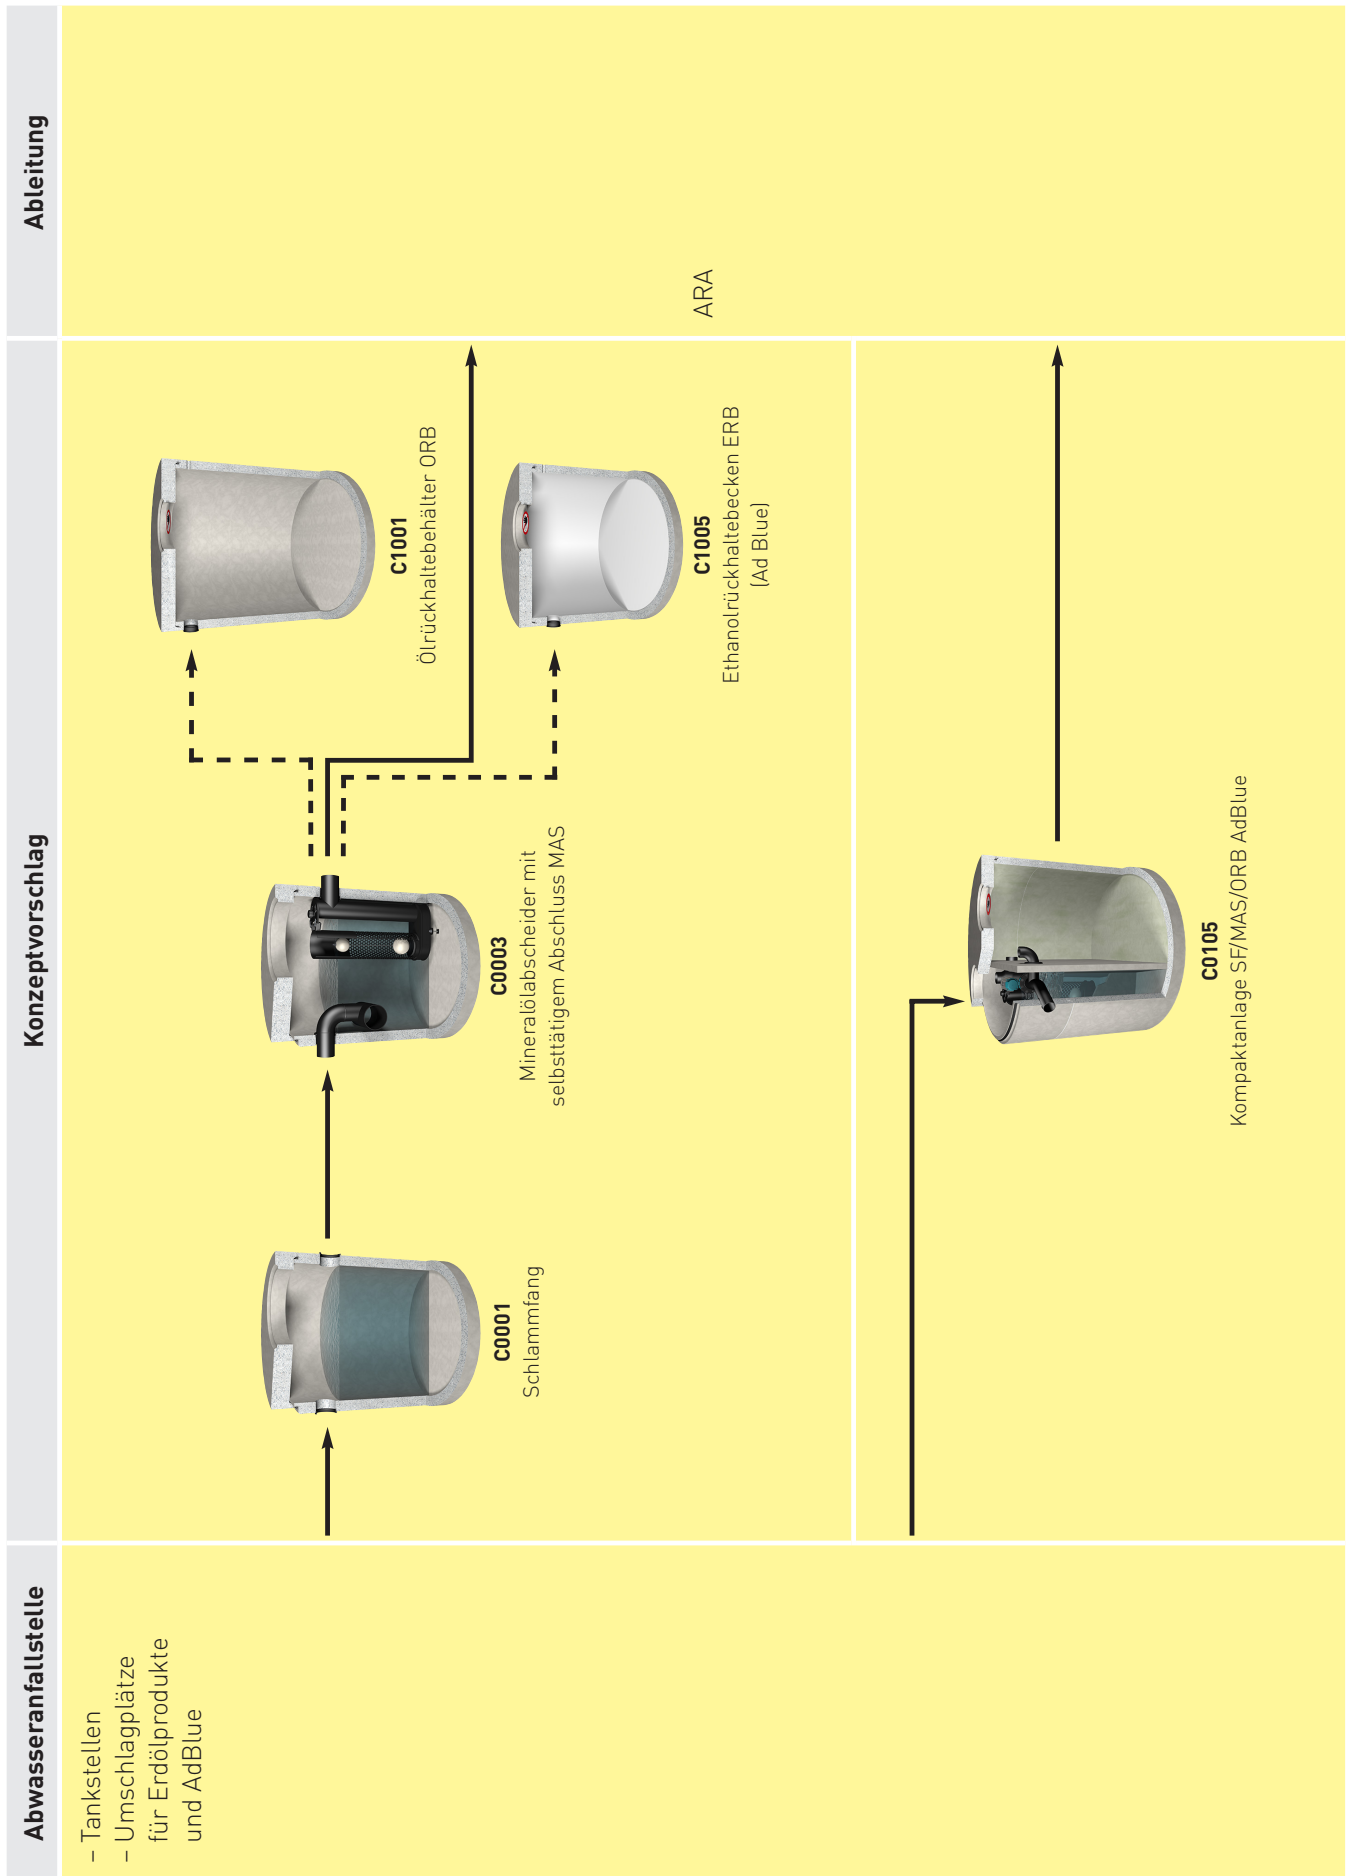 Abwasseranfallstelle
Konzeptvorschlag
Ableitung
– Tankstellen
– Umschlagplätze
für Erdölprodukte
und AdBlue
C0001
Schlammfang
C0003
Mineralölabscheider mit
selbsttätigem Abschluss MAS
C1001
Ölrückhaltebehälter ORB
C1005
Ethanolrückhaltebecken ERB
(Ad Blue)
ARA
C0105
Kompaktanlage SF/MAS/ORB AdBlue